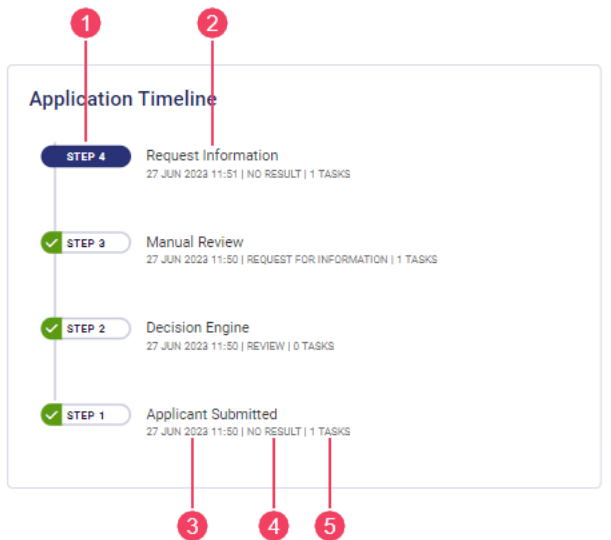 1 2
Application Timeline
STEP 4 Request Information
27 JUN 2023 11:51 | NO RESULT | 1 TASKS
STEP 3 Manual Review
27 JUN 2023 11:50 | REQUEST FOR INFORMATION | 1 TASKS
STEP 2 Decision Engine
27 JUN 2023 11:50 | REVIEW | 0 TASKS
STEP 1 Applicant Submitted
27 JUN 2023 11:50 | NO RESULT | 1 TASKS
3 4 5